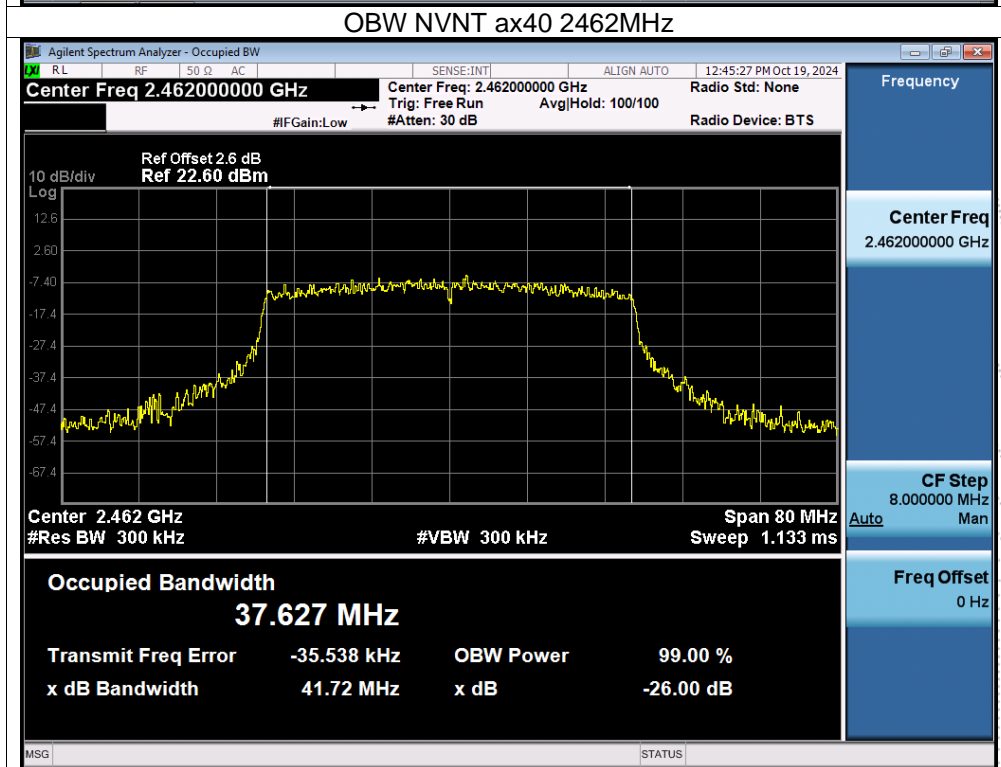 OBW NVNT ax40 2462MHz
Agilent Spectrum Analyzer - Occupied BW
LXI RL RF 50 Ω AC SENSE:INT ALIGN AUTO 12:45:27 PM Oct 19, 2024
Center Freq 2.462000000 GHz
Center Freq: 2.462000000 GHz
Radio Std: None
Trig: Free Run Avg|Hold: 100/100
#IFGain:Low
#Atten: 30 dB
Radio Device: BTS
Ref Offset 2.6 dB
10 dB/div Ref 22.60 dBm
Log
12.6
2.60
-7.40
-17.4
-27.4
-37.4
-47.4
-57.4
-67.4
Center 2.462 GHz Span 80 MHz
#Res BW 300 kHz #VBW 300 kHz Sweep 1.133 ms
Occupied Bandwidth
37.627 MHz
Transmit Freq Error -35.538 kHz OBW Power 99.00 %
x dB Bandwidth 41.72 MHz x dB -26.00 dB
MSG STATUS
Frequency
Center Freq
2.462000000 GHz
CF Step
8.000000 MHz
Auto Man
Freq Offset
0 Hz